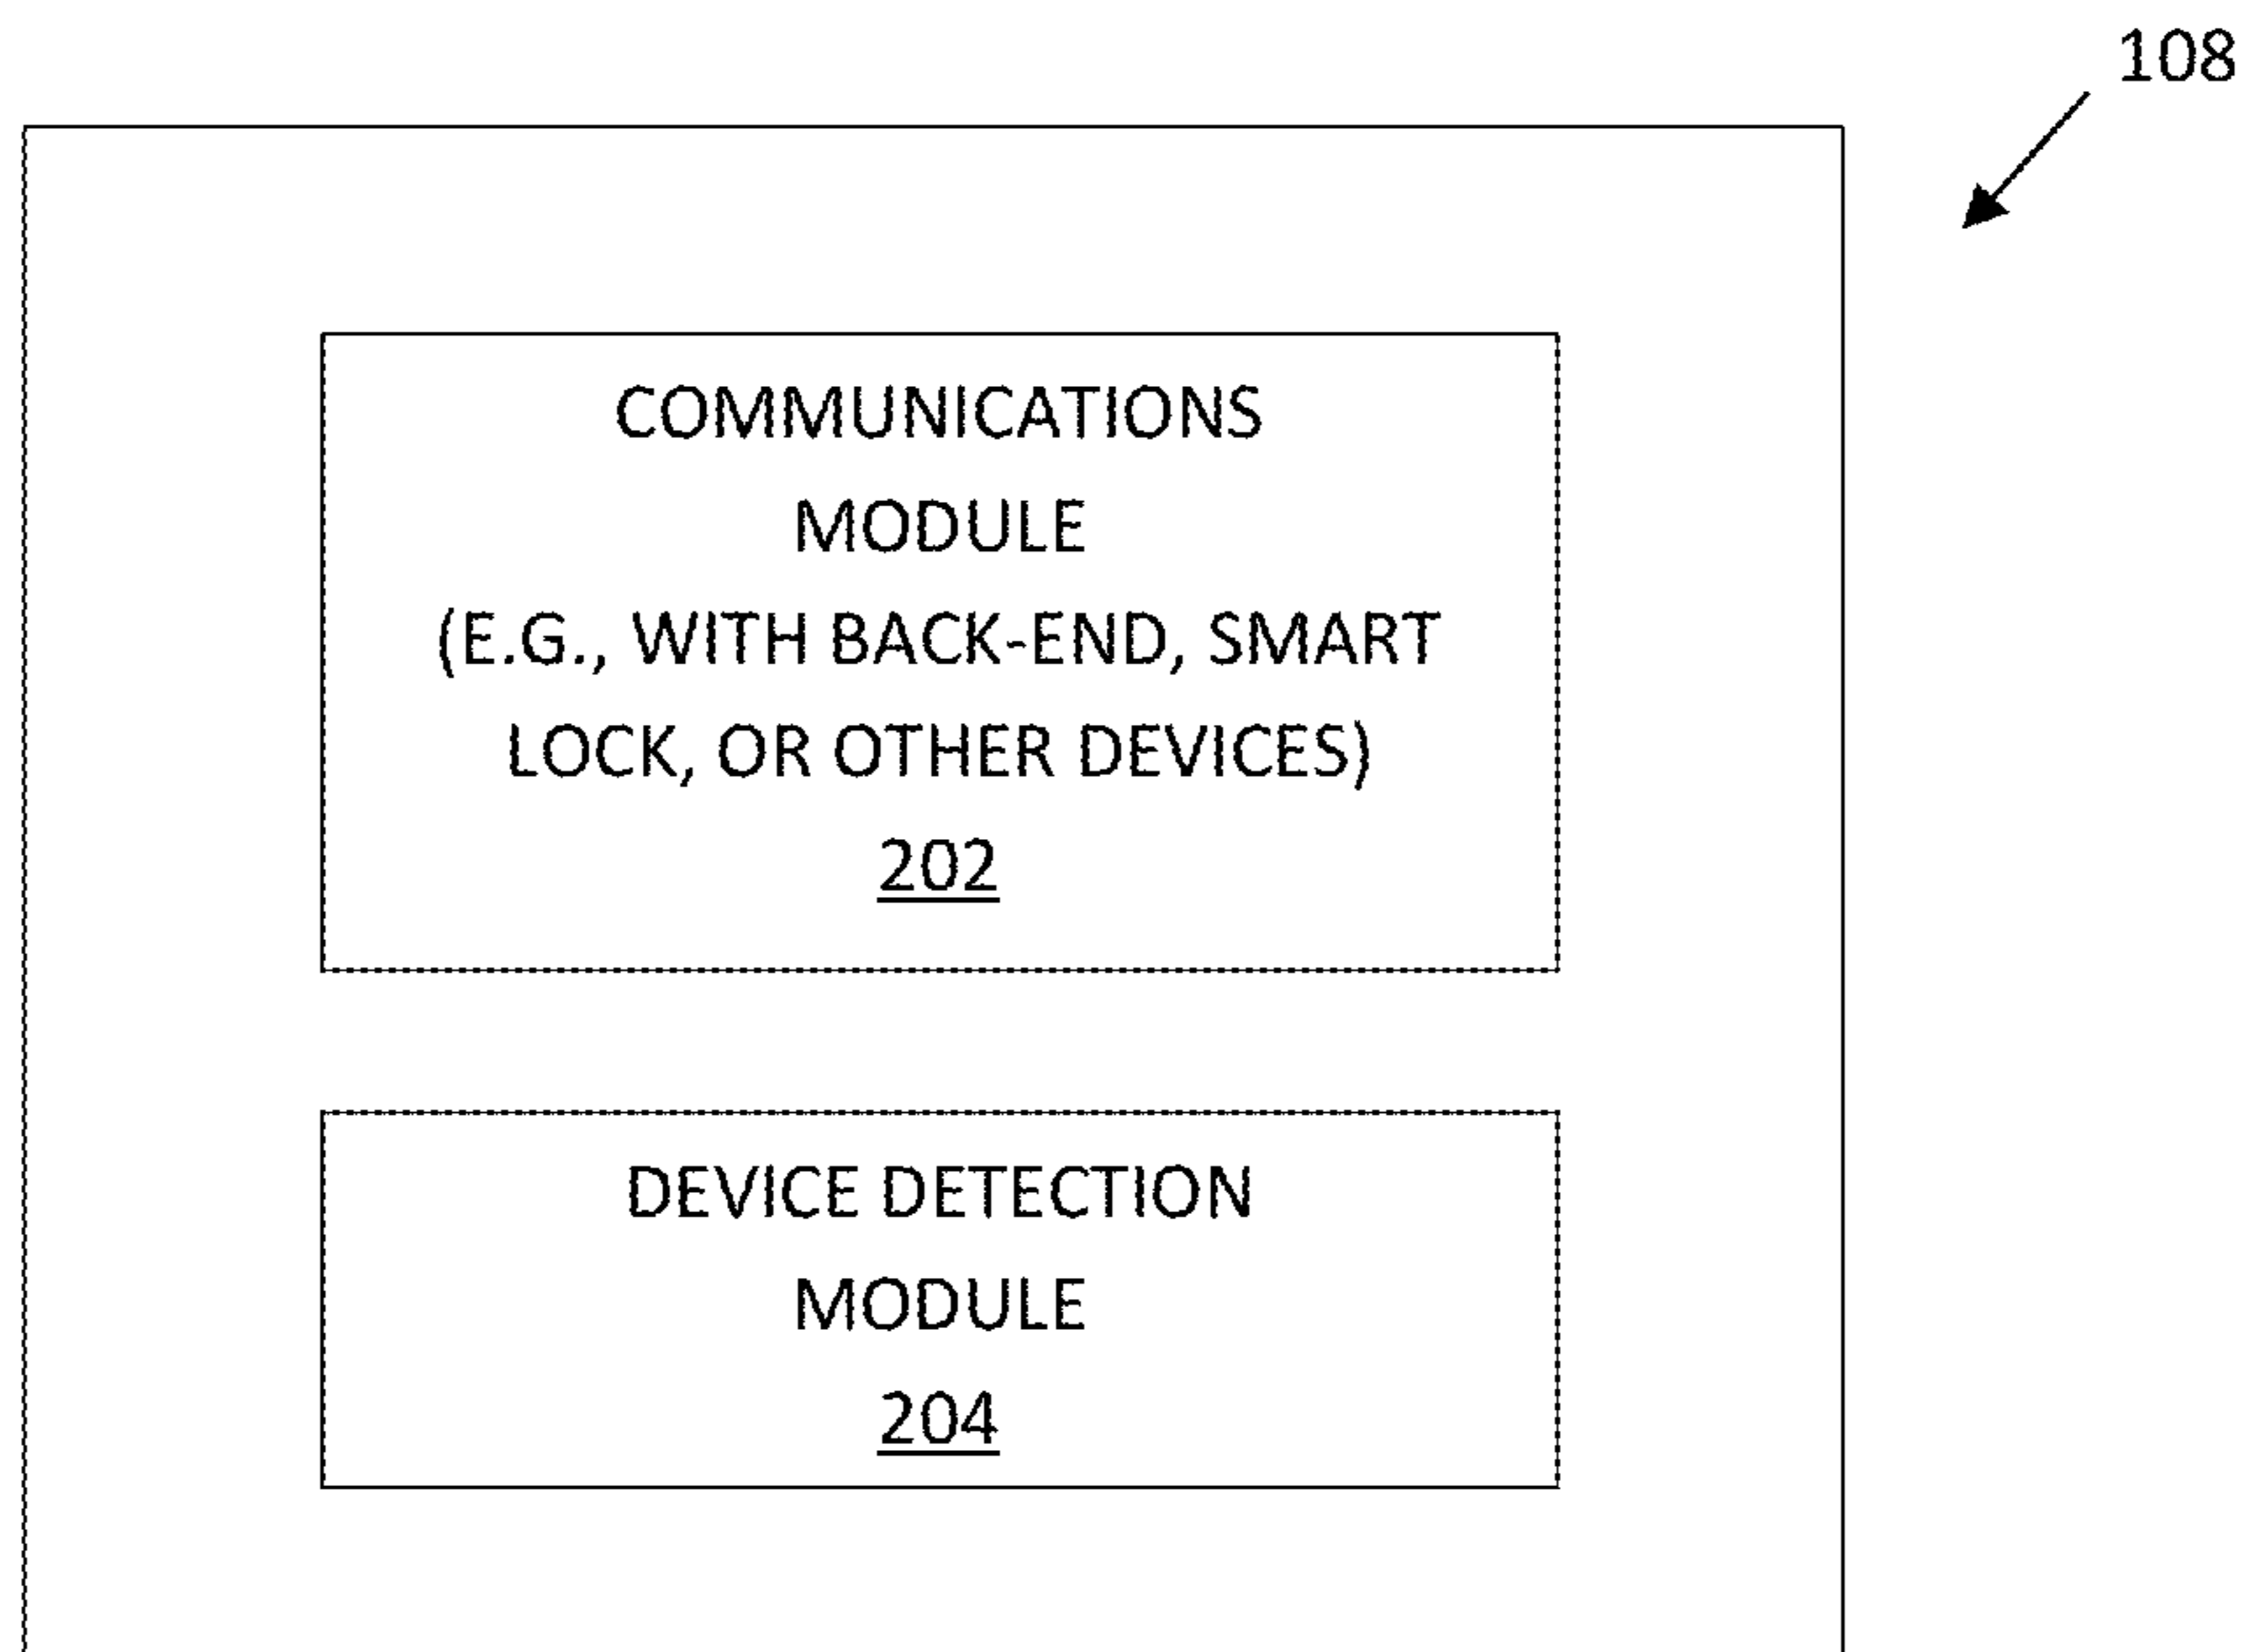 108
COMMUNICATIONS
MODULE
(E.G., WITH BACK-END, SMART
LOCK, OR OTHER DEVICES)
202
DEVICE DETECTION
MODULE
204